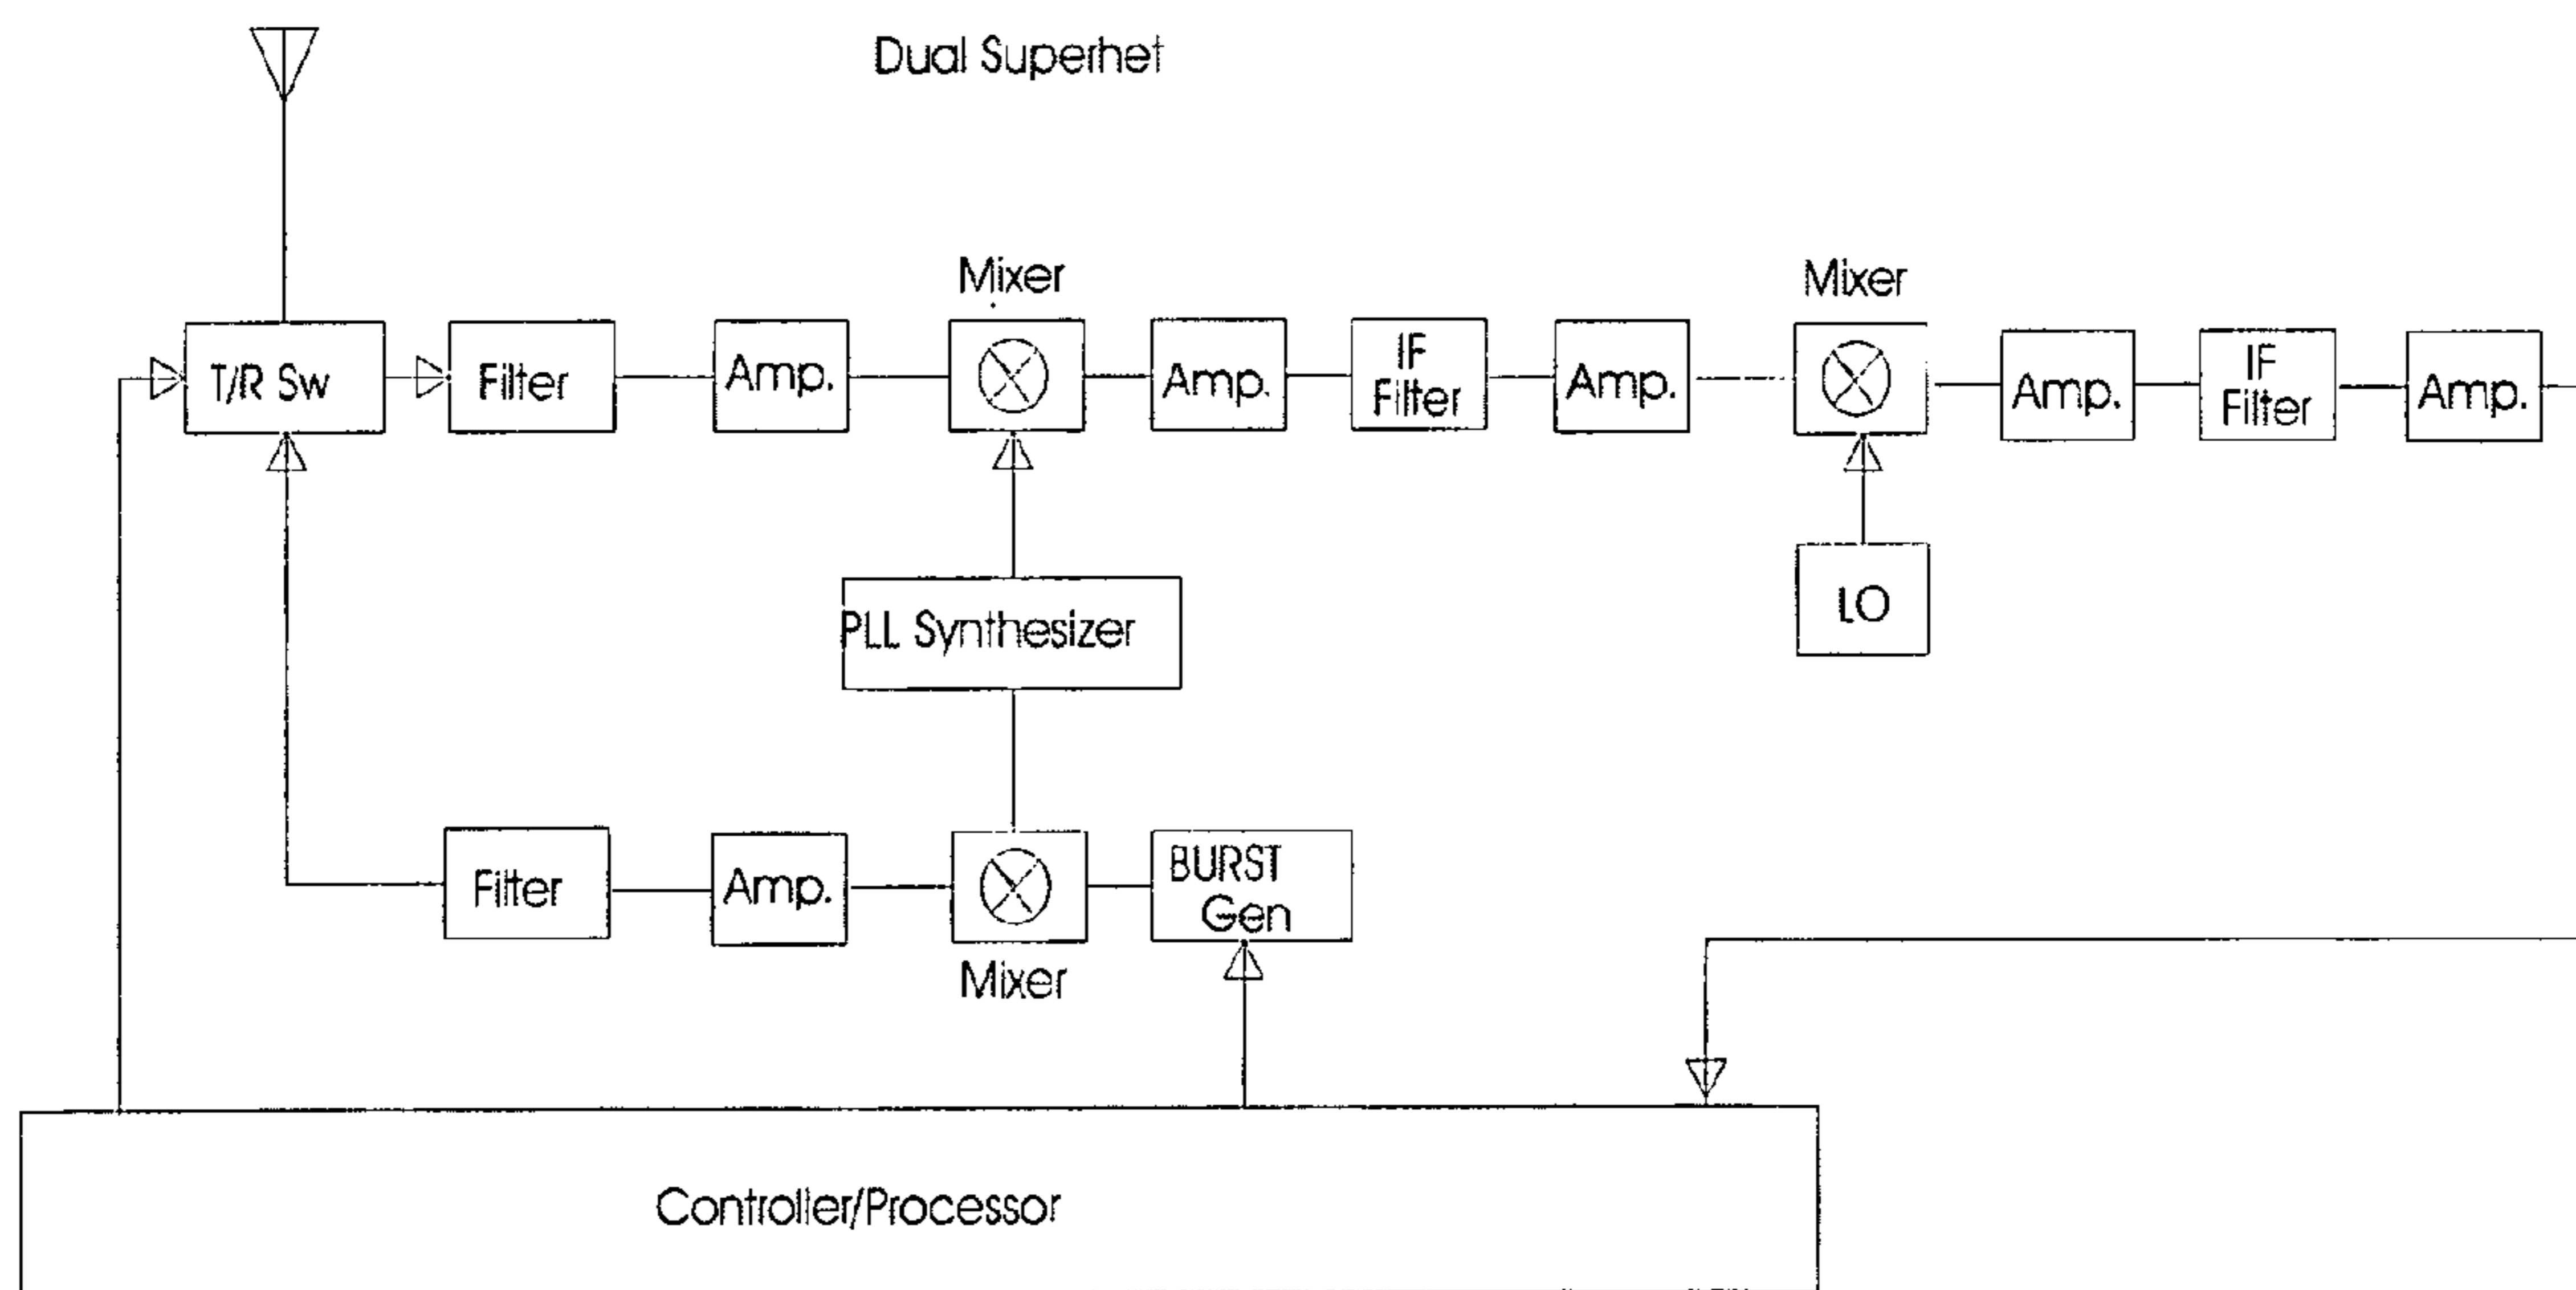 Dual Superhet
Mixer
Mixer
T/R Sw
Filter
Amp.
Amp.
IF
Filter
Amp.
Amp.
IF
Filter
Amp.
PLL Synthesizer
LO
Filter
Amp.
BURST
Gen
Mixer
Controller/Processor